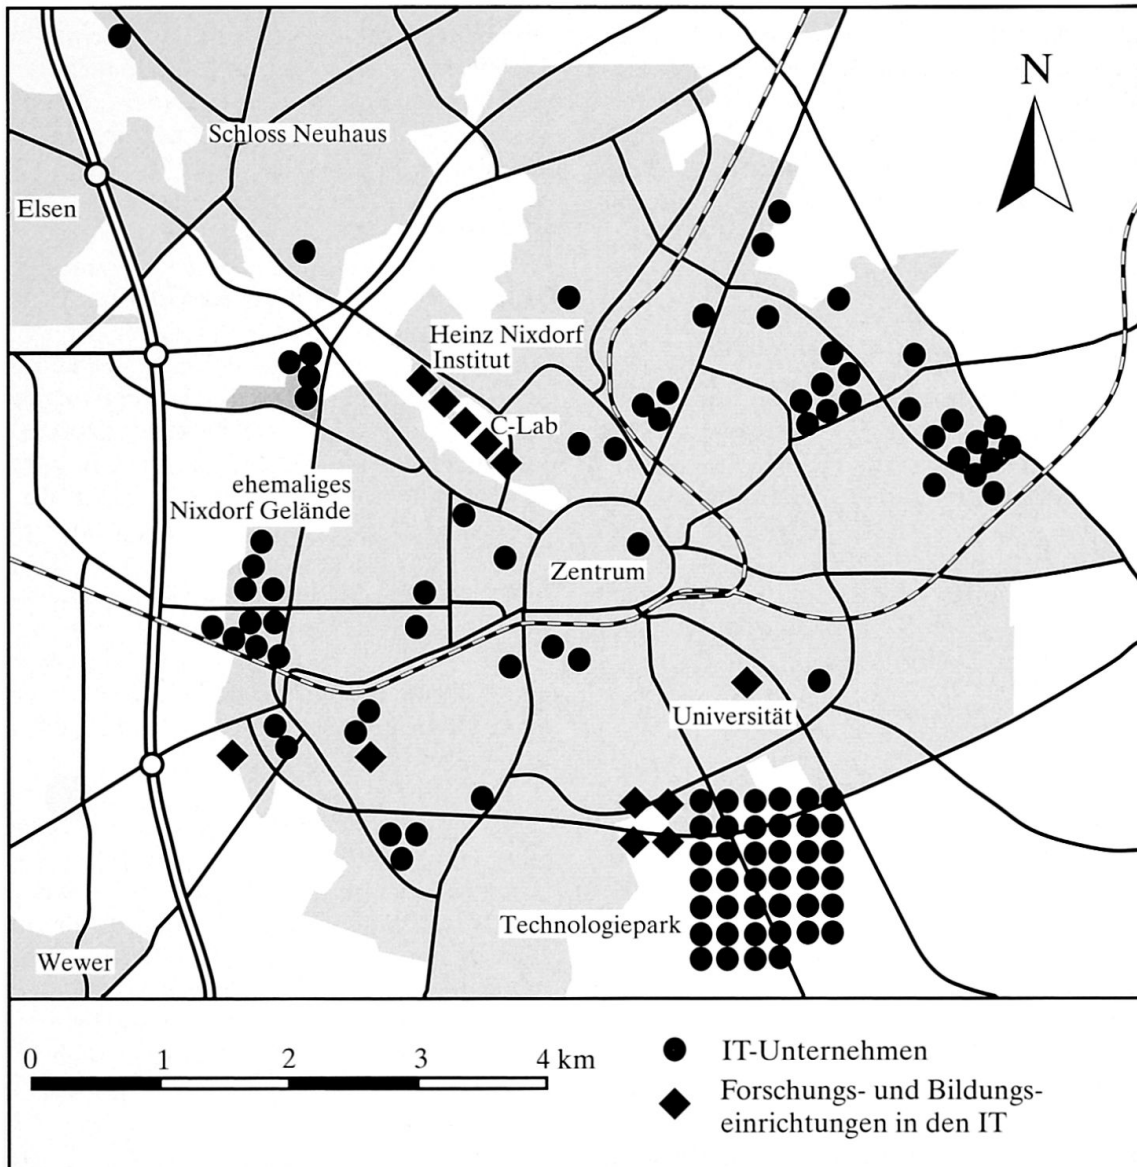 N
Schloss Neuhaus
Elsen
Heinz Nixdorf
Institut
C-Lab
ehemaliges
Nixdorf Gelände
Zentrum
Universität
Technologiepark
Wewer
0 1 2 3 4 km
IT-Unternehmen
Forschungs- und Bildungs-
einrichtungen in den IT